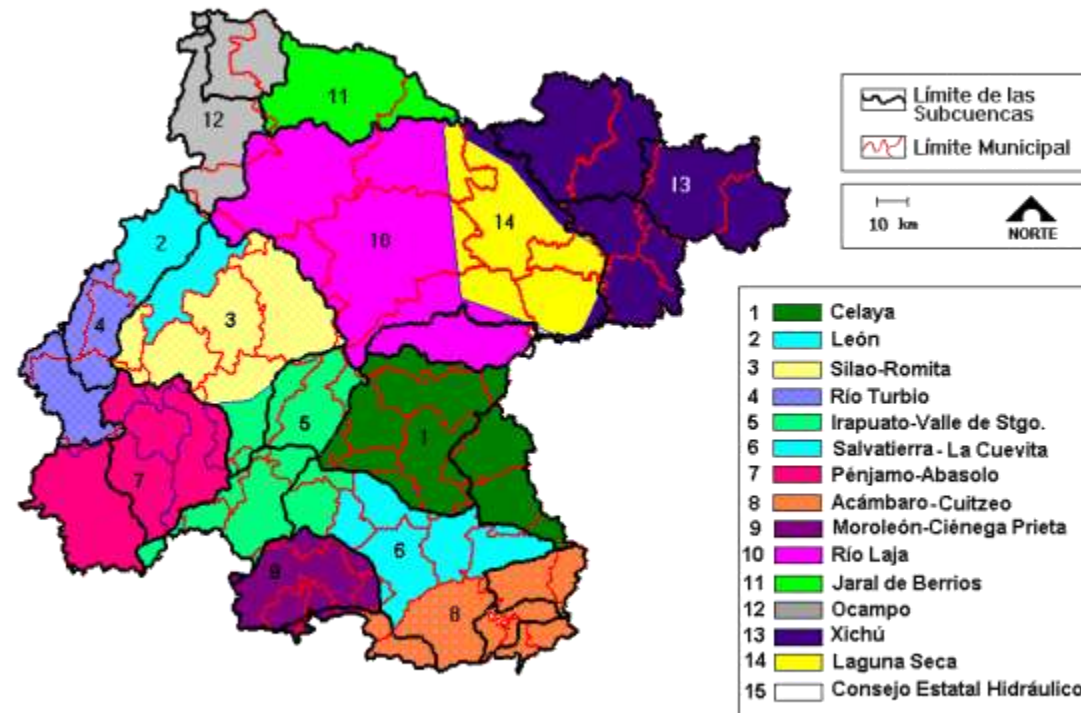 11
12
13
2
14
10
3
4
5
1
7
6
9
8
Límite de las
Subcuencas
Límite Municipal
10 km
NORTE
1 Celaya
2 León
3 Silao-Romita
4 Río Turbio
5 Irapuato-Valle de Stgo.
6 Salvatierra - La Cuevita
7 Pénjamo-Abasolo
8 Acámbaro-Cuitzeo
9 Moroleón-Ciénega Prieta
10 Río Laja
11 Jaral de Berrios
12 Ocampo
13 Xichú
14 Laguna Seca
15 Consejo Estatal Hidráulico